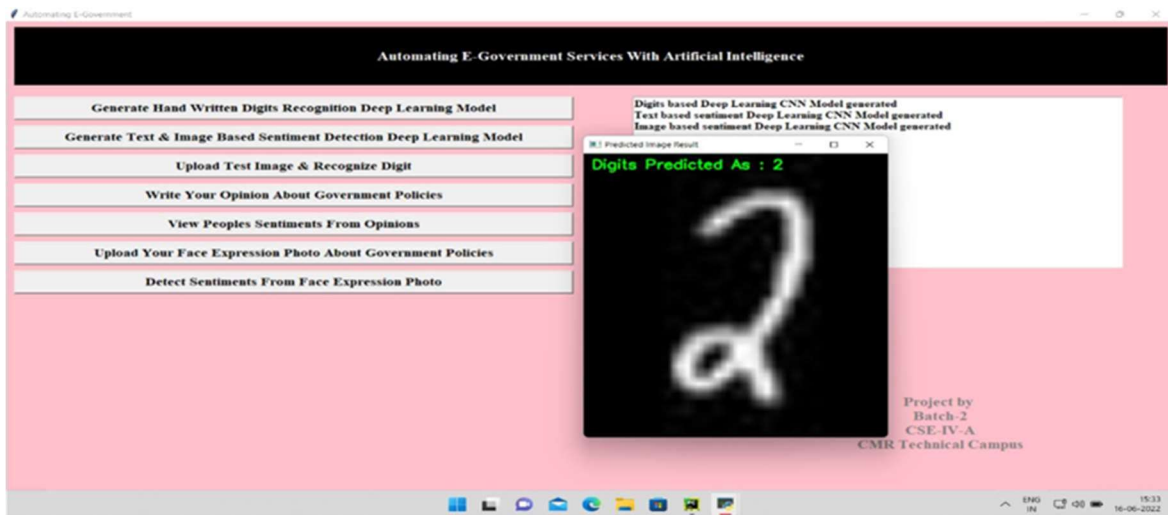 Automating E-Government
Automating E-Government Services With Artificial Intelligence
Generate Hand Written Digits Recognition Deep Learning Model
Generate Text & Image Based Sentiment Detection Deep Learning Model
Upload Test Image & Recognize Digit
Write Your Opinion About Government Policies
View Peoples Sentiments From Opinions
Upload Your Face Expression Photo About Government Policies
Detect Sentiments From Face Expression Photo
Digits based Deep Learning CNN Model generated
Text based sentiment Deep Learning CNN Model generated
Image based sentiment Deep Learning CNN Model generated
Predicted Image Result
Digits Predicted As : 2
2
Project by
Batch-2
CSE-IV-A
CMR Technical Campus
ENG
IN
15:33
16-06-2022